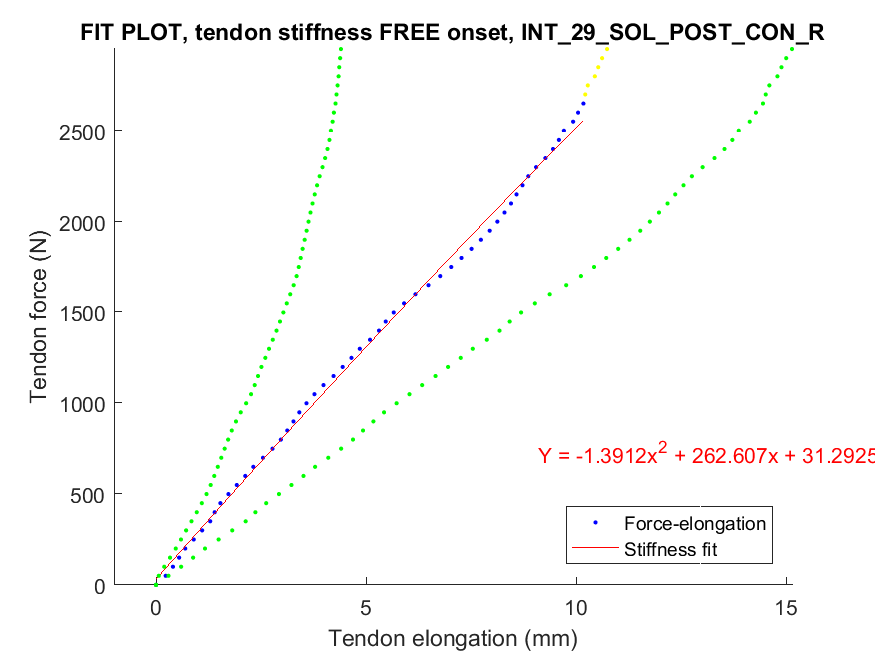 FIT PLOT, tendon stiffness FREE onset, INT_29_SOL_POST_CON_R
Tendon force (N)
2500
2000
1500
1000
500
0
Y = -1.3912x² + 262.607x + 31.2925
Force-elongation
Stiffness fit
0 5 10 15
Tendon elongation (mm)